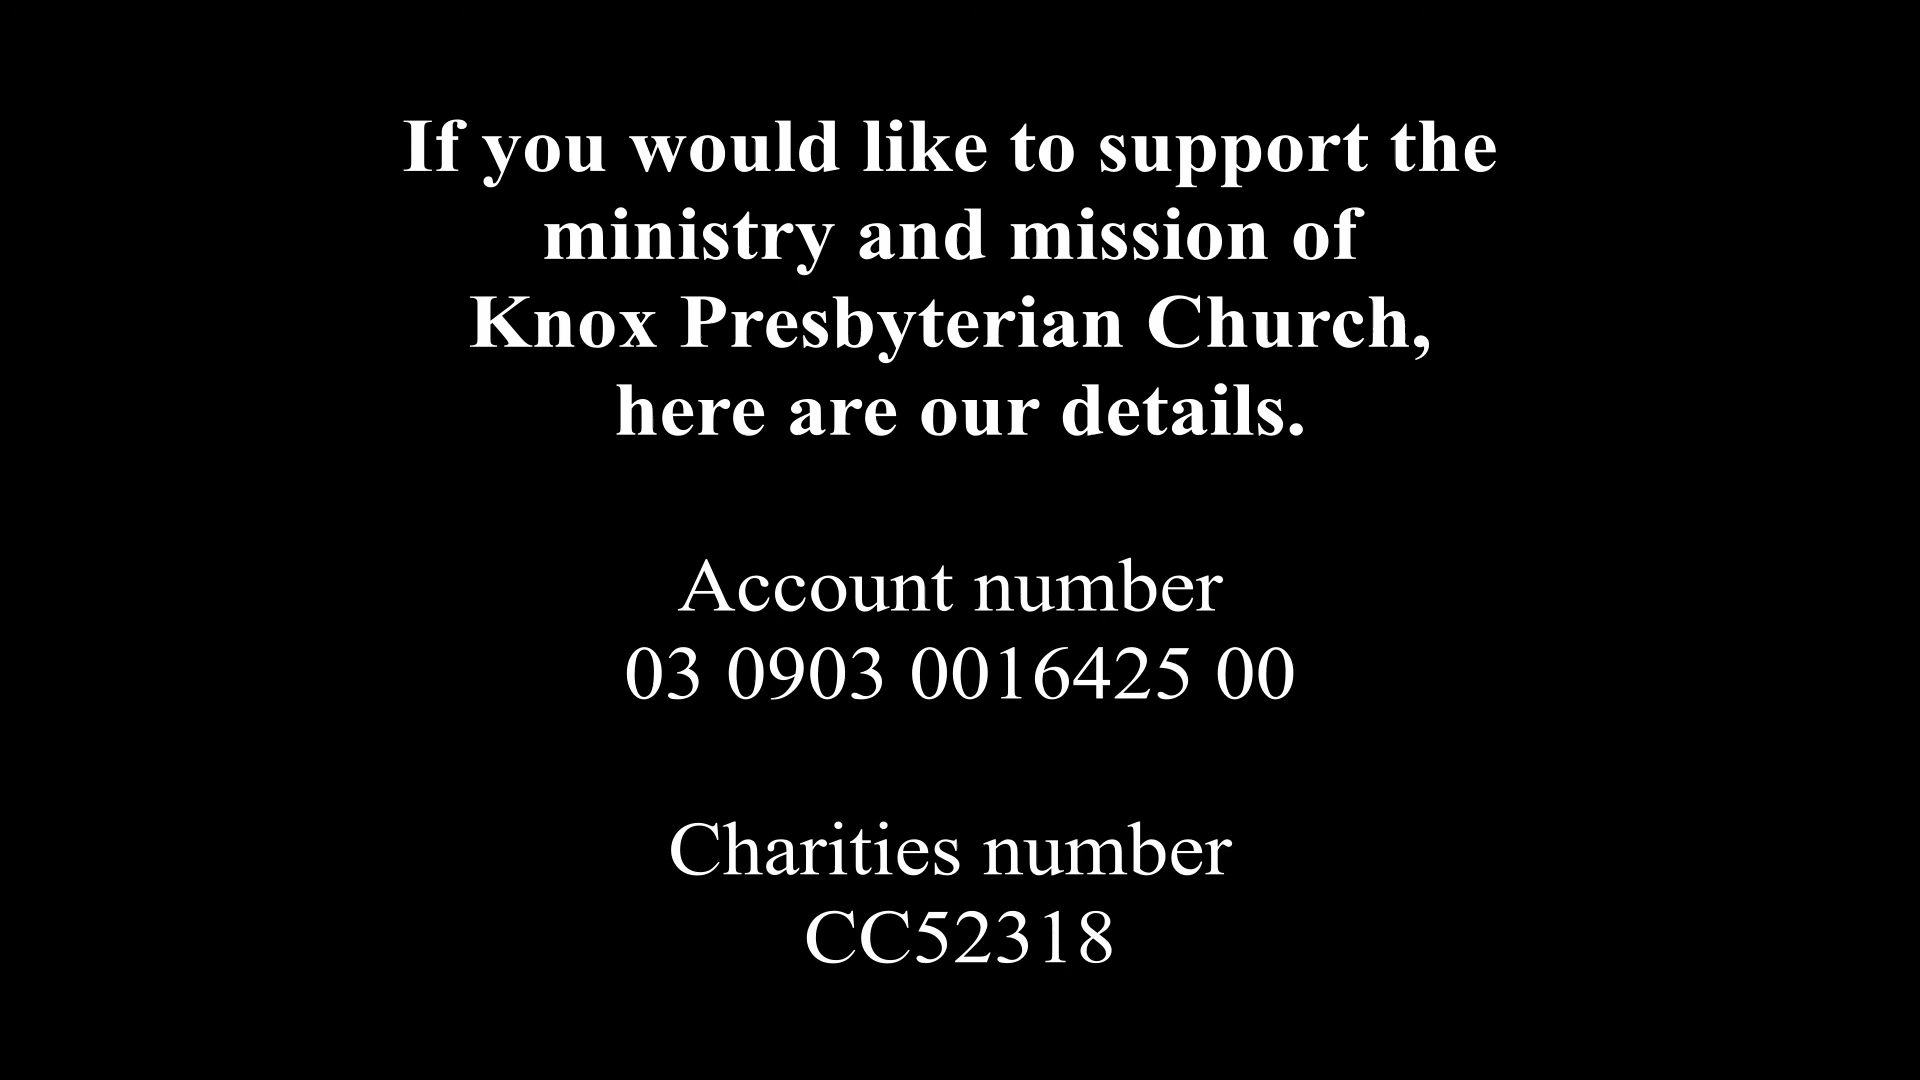 If you would like to support the
ministry and mission of
Knox Presbyterian Church,
here are our details.
Account number
03 0903 0016425 00
Charities number
CC52318